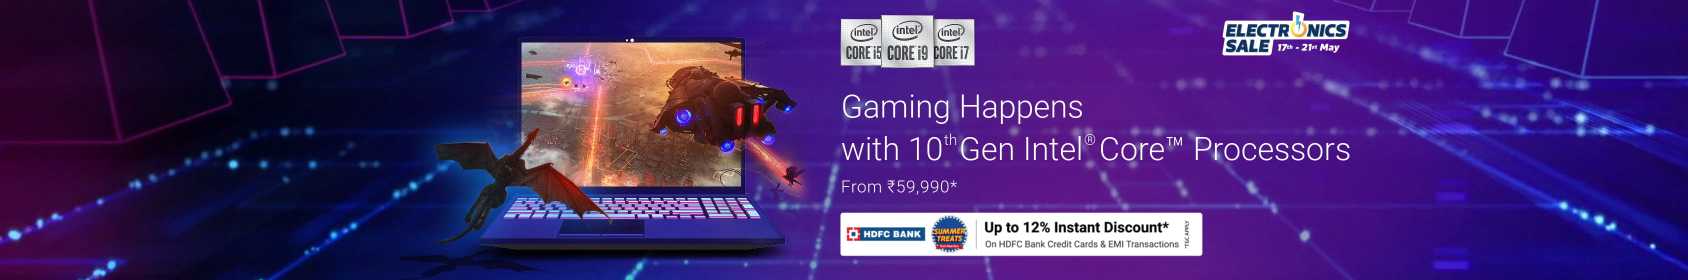 intel
CORE i5
intel
CORE i9
intel
CORE i7
ELECTRONICS
SALE 17th - 21st May
Gaming Happens
with 10th Gen Intel® Core™ Processors
From ₹59,990*
HDFC BANK
SUMMER
TREATS
Up to 12% Instant Discount*
On HDFC Bank Credit Cards & EMI Transactions
*T&C APPLY